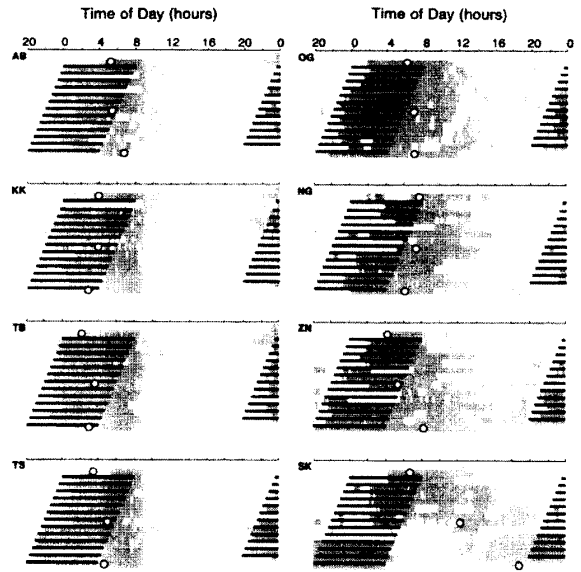 Time of Day (hours)
20 0 4 8 12 16 20 0
AB
KK
TB
TS
Time of Day (hours)
20 0 4 8 12 16 20 0
OG
NG
ZN
SK